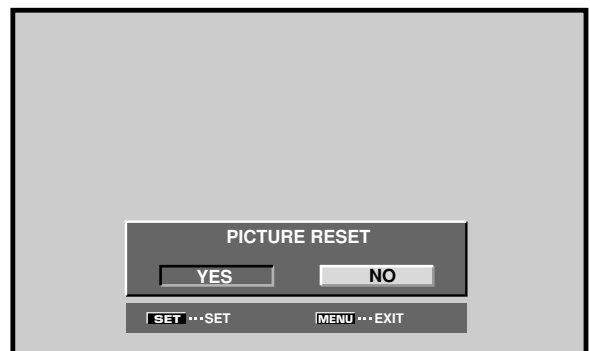 PICTURE RESET
YES NO
SET ···SET MENU ···EXIT